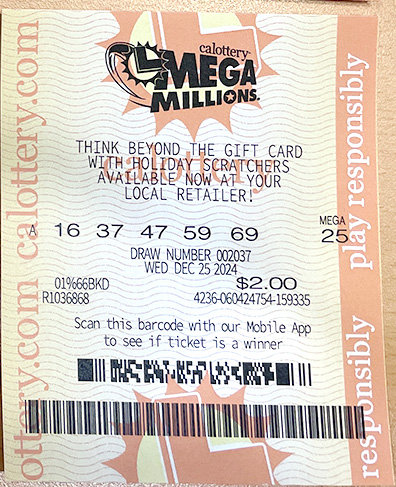 calottery
MEGA
MILLIONS
THINK BEYOND THE GIFT CARD
WITH HOLIDAY SCRATCHERS
AVAILABLE NOW AT YOUR
LOCAL RETAILER!
calottery
A 16 37 47 59 69 MEGA 25
DRAW NUMBER 002037
WED DEC 25 2024
01%66BKD $2.00
R1036868 4236-060424754-159335
Scan this barcode with our Mobile App
to see if ticket is a winner
ottery.com calottery.com
responsibly play responsibly